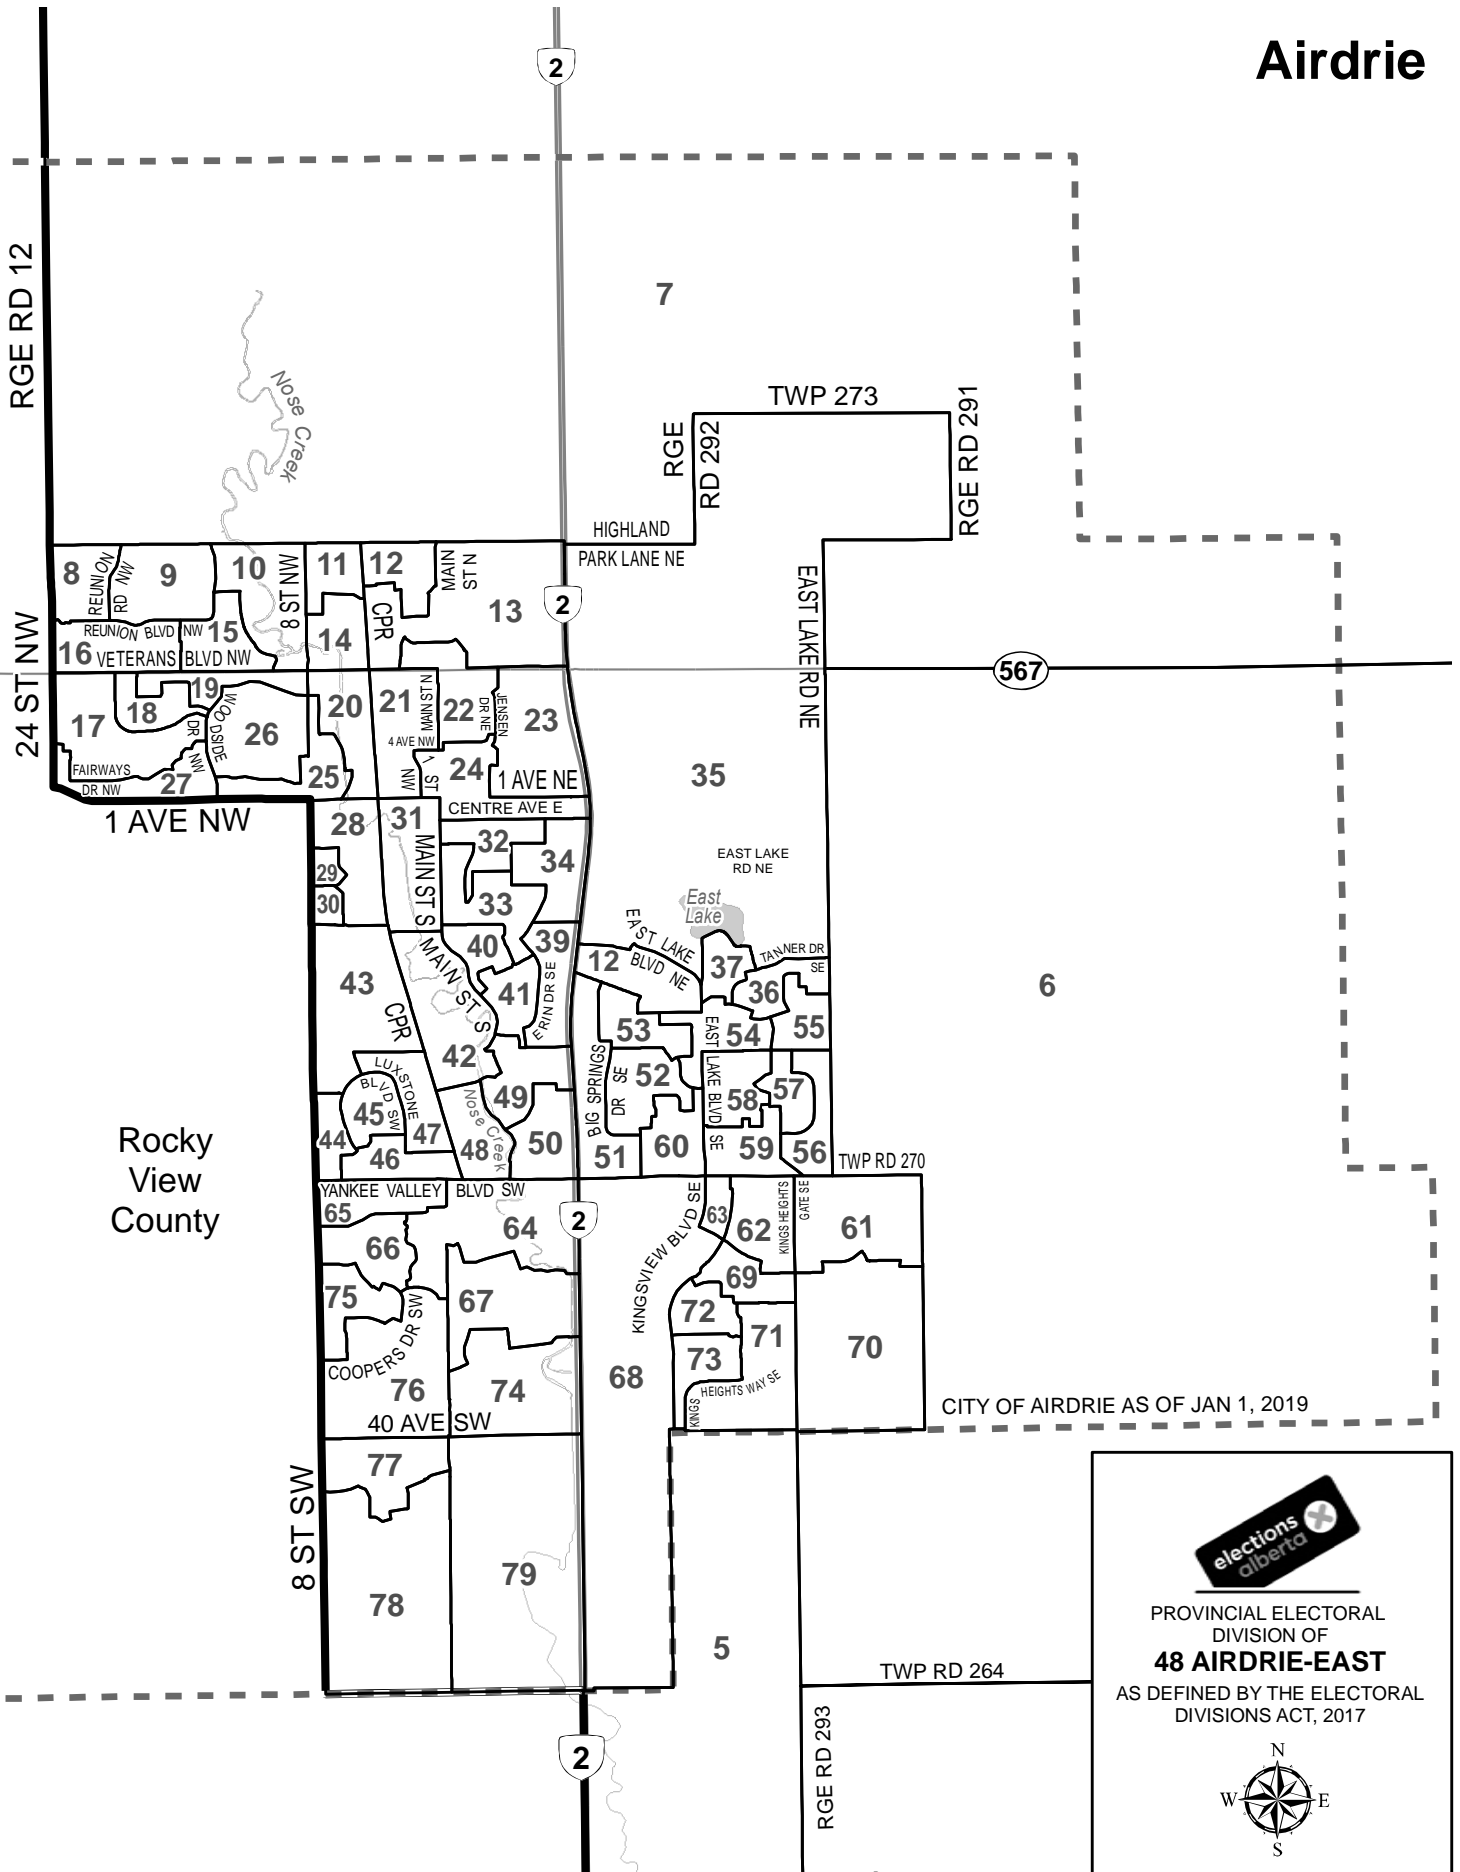 Airdrie
2
RGE RD 12
7
Nose Creek
TWP 273
RGE
RD 292
RGE RD 291
HIGHLAND
PARK LANE NE
8
REUNION
RD NW
9
10
8 ST NW
11
12
MAIN
ST N
CPR
13
2
EAST LAKE RD NE
REUNION BLVD NW
15
14
16
VETERANS BLVD NW
24 ST NW
567
17
18
19
WOODSIDE
DR NW
26
20
21
MAIN ST N
22
JENSEN
DR NE
23
4 AVE NW
1 ST
NW
24
1 AVE NE
35
FAIRWAYS
DR NW
27
25
1 AVE NW
CENTRE AVE E
28
31
MAIN ST S
32
34
29
30
33
EAST LAKE
RD NE
East
Lake
EAST LAKE
BLVD NE
40
39
12
37
TANNER DR
SE
43
CPR
MAIN ST S
41
ERIN DR SE
36
6
53
EAST
LAKE BLVD
SE
54
55
42
LUXSTONE
BLVD SW
45
49
Nose Creek
BIG SPRINGS
DR SE
52
58
57
44
46
47
48
50
51
60
59
56
TWP RD 270
Rocky
View
County
YANKEE VALLEY BLVD SW
65
64
2
KINGSVIEW BLVD SE
63
62
KINGS HEIGHTS
GATE SE
61
66
69
75
67
72
71
70
COOPERS DR SW
76
74
68
73
KINGS
HEIGHTS WAY SE
40 AVE SW
CITY OF AIRDRIE AS OF JAN 1, 2019
77
8 ST SW
78
79
5
TWP RD 264
RGE RD 293
2
elections
alberta
PROVINCIAL ELECTORAL
DIVISION OF
48 AIRDRIE-EAST
AS DEFINED BY THE ELECTORAL
DIVISIONS ACT, 2017
N
W E
S